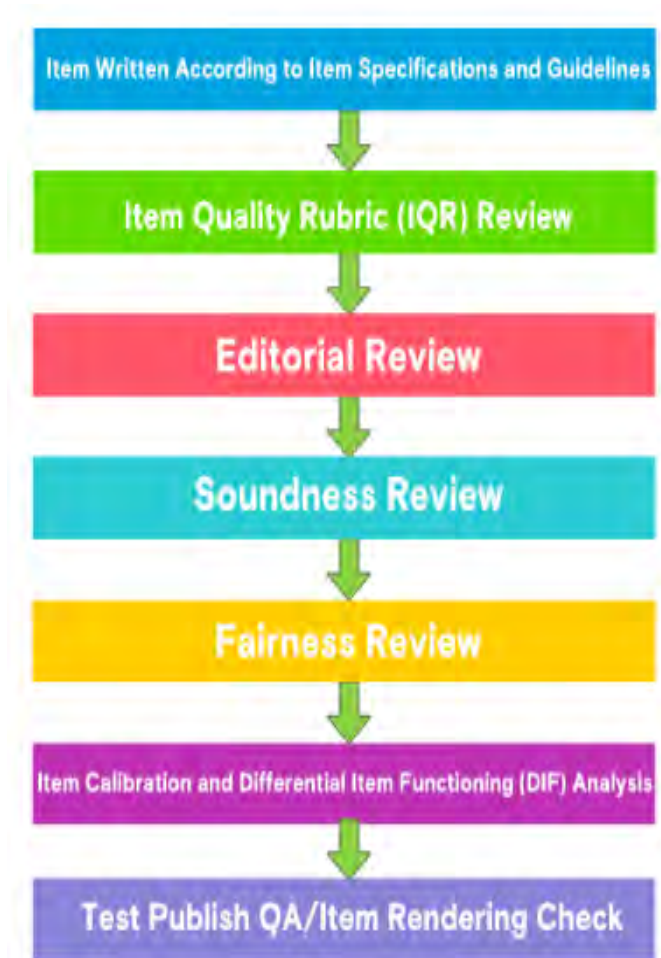 Item Written According to Item Specifications and Guidelines
Item Quality Rubric (IQR) Review
Editorial Review
Soundness Review
Fairness Review
Item Calibration and Differential Item Functioning (DIF) Analysis
Test Publish QA/Item Rendering Check